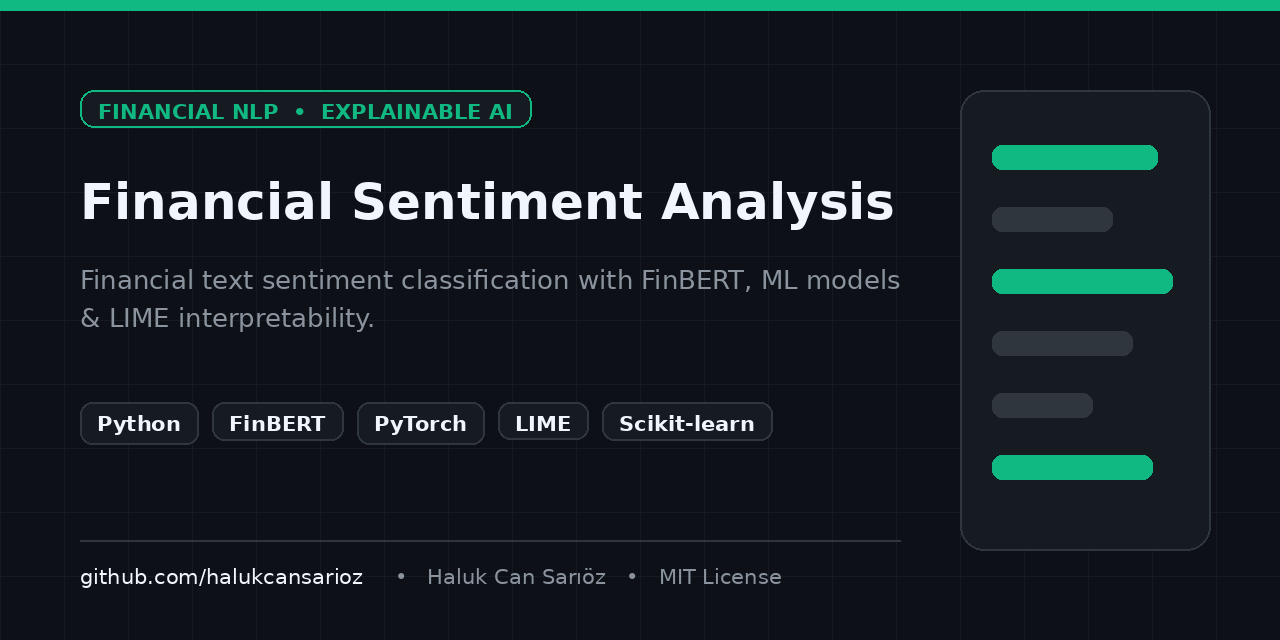 FINANCIAL NLP • EXPLAINABLE AI
Financial Sentiment Analysis
Financial text sentiment classification with FinBERT, ML models
& LIME interpretability.
Python FinBERT PyTorch LIME Scikit-learn
github.com/halukcansarioz • Haluk Can Sarıöz • MIT License